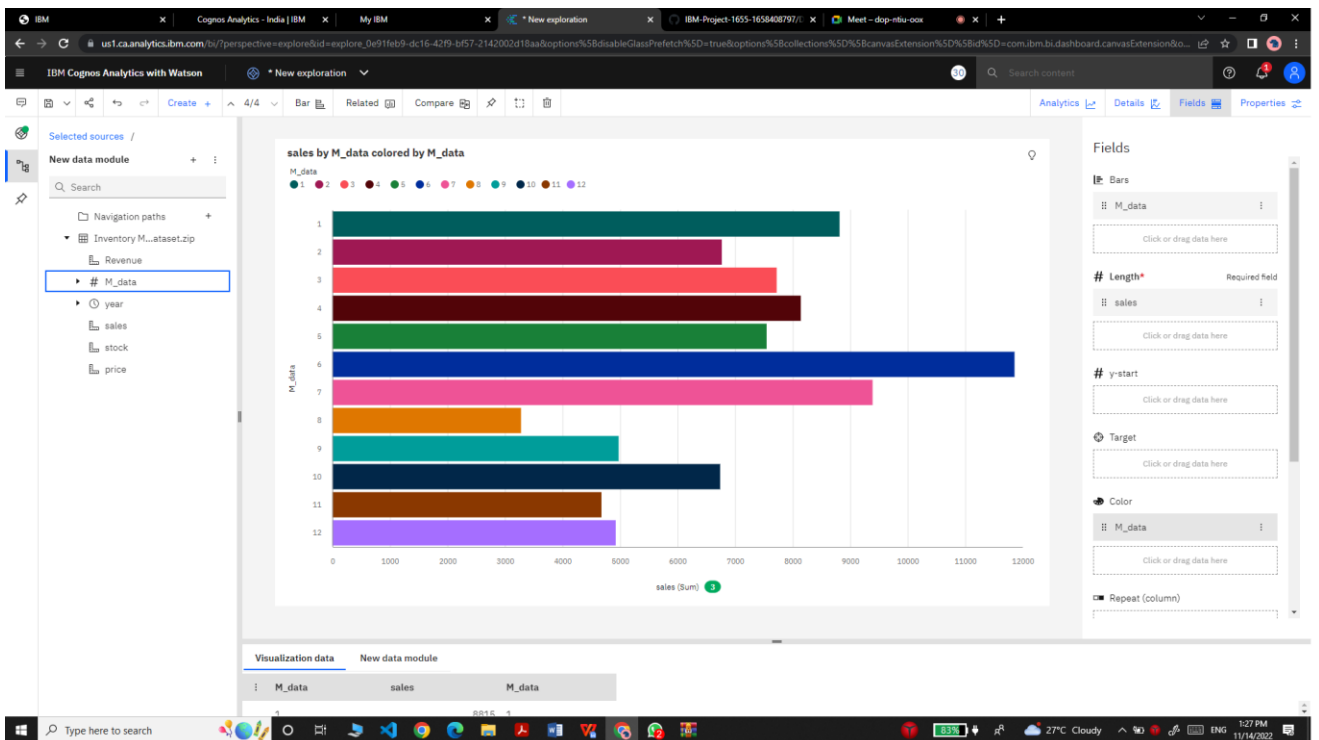 IBM
Cognos Analytics - India | IBM
My IBM
* New exploration
IBM-Project-1655-1658408797/
Meet – dop-ntiu-oox
us1.ca.analytics.ibm.com/bi/?perspective=explore&id=explore_0e91feb9-dc16-42f9-bf57-2142002d18aa&options%5BdisableGlassPrefetch%5D=true&options%5Bcollections%5D%5BcanvasExtension%5D%5Bid%5D=com.ibm.bi.dashboard.canvasExtension&o...
IBM Cognos Analytics with Watson
* New exploration
30
Search content
Create +
4/4
Bar
Related
Compare
Analytics
Details
Fields
Properties
Selected sources /
New data module
Search
Navigation paths
Inventory M...ataset.zip
Revenue
M_data
year
sales
stock
price
sales by M_data colored by M_data
M_data
1 2 3 4 5 6 7 8 9 10 11 12
M_data
1
2
3
4
5
6
7
8
9
10
11
12
0 1000 2000 3000 4000 5000 6000 7000 8000 9000 10000 11000 12000
sales (Sum) 3
Fields
Bars
M_data
Click or drag data here
Length* Required field
sales
Click or drag data here
y-start
Click or drag data here
Target
Click or drag data here
Color
M_data
Click or drag data here
Repeat (column)
Visualization data New data module
M_data sales M_data
1 8815 1
Type here to search
83%
27°C Cloudy
ENG
1:27 PM
11/14/2022